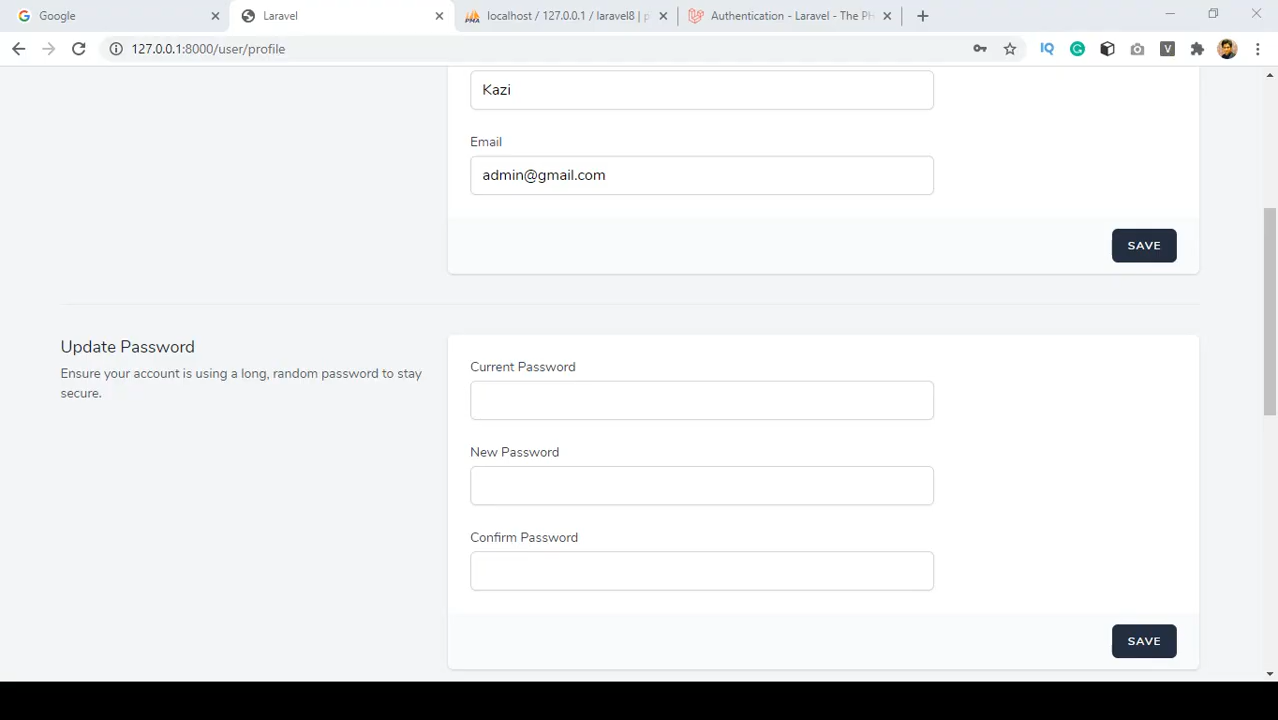 Google
Laravel
localhost / 127.0.0.1 / laravel8 | p
Authentication - Laravel - The PH
127.0.0.1:8000/user/profile
IQ
V
Kazi
Email
admin@gmail.com
SAVE
Update Password
Ensure your account is using a long, random password to stay
secure.
Current Password
New Password
Confirm Password
SAVE